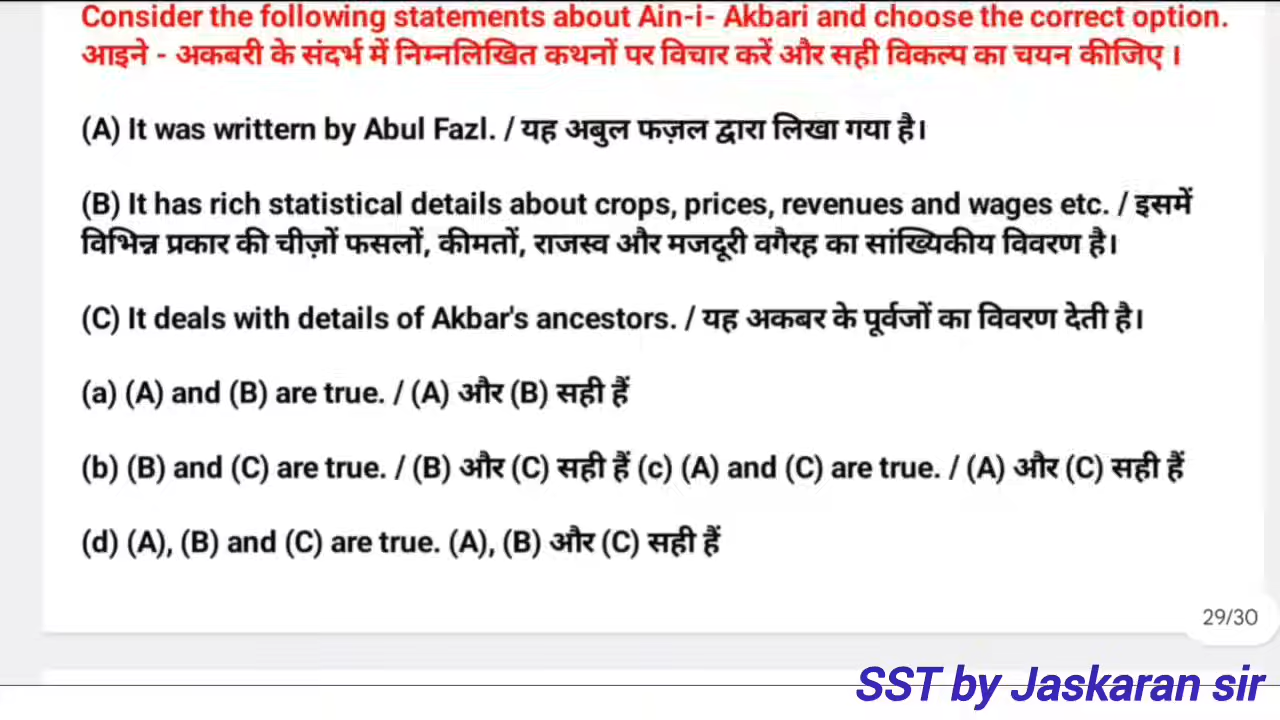 Consider the following statements about Ain-i- Akbari and choose the correct option.
आइने - अकबरी के संदर्भ में निम्नलिखित कथनों पर विचार करें और सही विकल्प का चयन कीजिए ।
(A) It was writtern by Abul Fazl. / यह अबुल फज़ल द्वारा लिखा गया है।
(B) It has rich statistical details about crops, prices, revenues and wages etc. / इसमें
विभिन्न प्रकार की चीज़ों फसलों, कीमतों, राजस्व और मजदूरी वगैरह का सांख्यिकीय विवरण है।
(C) It deals with details of Akbar's ancestors. / यह अकबर के पूर्वजों का विवरण देती है।
(a) (A) and (B) are true. / (A) और (B) सही हैं
(b) (B) and (C) are true. / (B) और (C) सही हैं (c) (A) and (C) are true. / (A) और (C) सही हैं
(d) (A), (B) and (C) are true. (A), (B) और (C) सही हैं
29/30
SST by Jaskaran sir